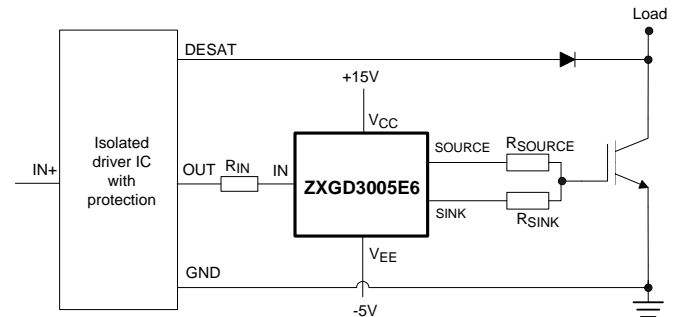 Load
DESAT
+15V
VCC
Isolated
driver IC
with
protection
IN+
OUT
RIN
IN
ZXGD3005E6
SOURCE
RSOURCE
SINK
RSINK
VEE
GND
-5V